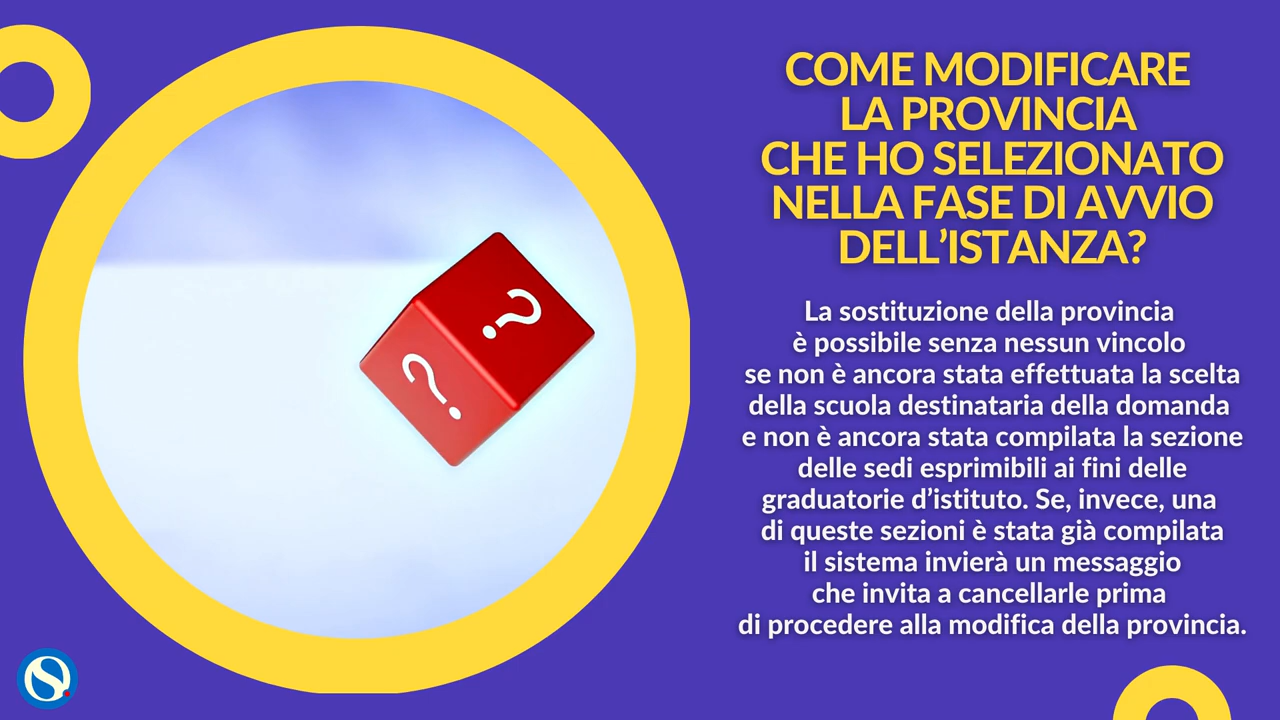 COME MODIFICARE
LA PROVINCIA
CHE HO SELEZIONATO
NELLA FASE DI AVVIO
DELL’ISTANZA?
La sostituzione della provincia
è possibile senza nessun vincolo
se non è ancora stata effettuata la scelta
della scuola destinataria della domanda
e non è ancora stata compilata la sezione
delle sedi esprimibili ai fini delle
graduatorie d’istituto. Se, invece, una
di queste sezioni è stata già compilata
il sistema invierà un messaggio
che invita a cancellarle prima
di procedere alla modifica della provincia.
? ?
S